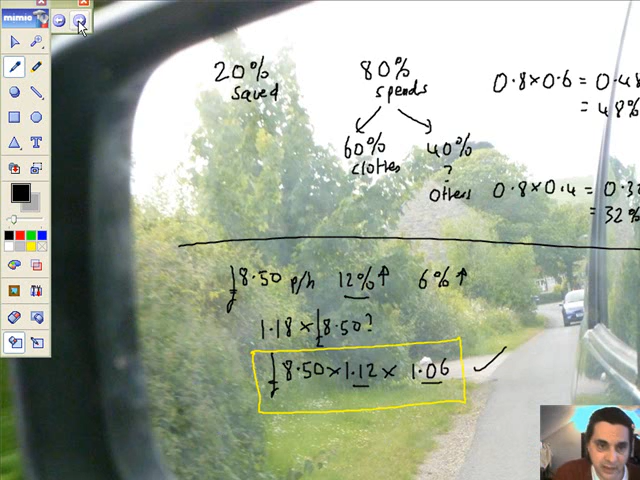 mimio
20% saved
80% spends
60% clothes
40% ? Others
0.8×0.6 = 0.48
= 48%
0.8×0.4 = 0.32
= 32%
£8.50 p/h 12%↑ 6%↑
1.18 × £8.50?
£8.50×1.12× 1.06 ✓
A
T